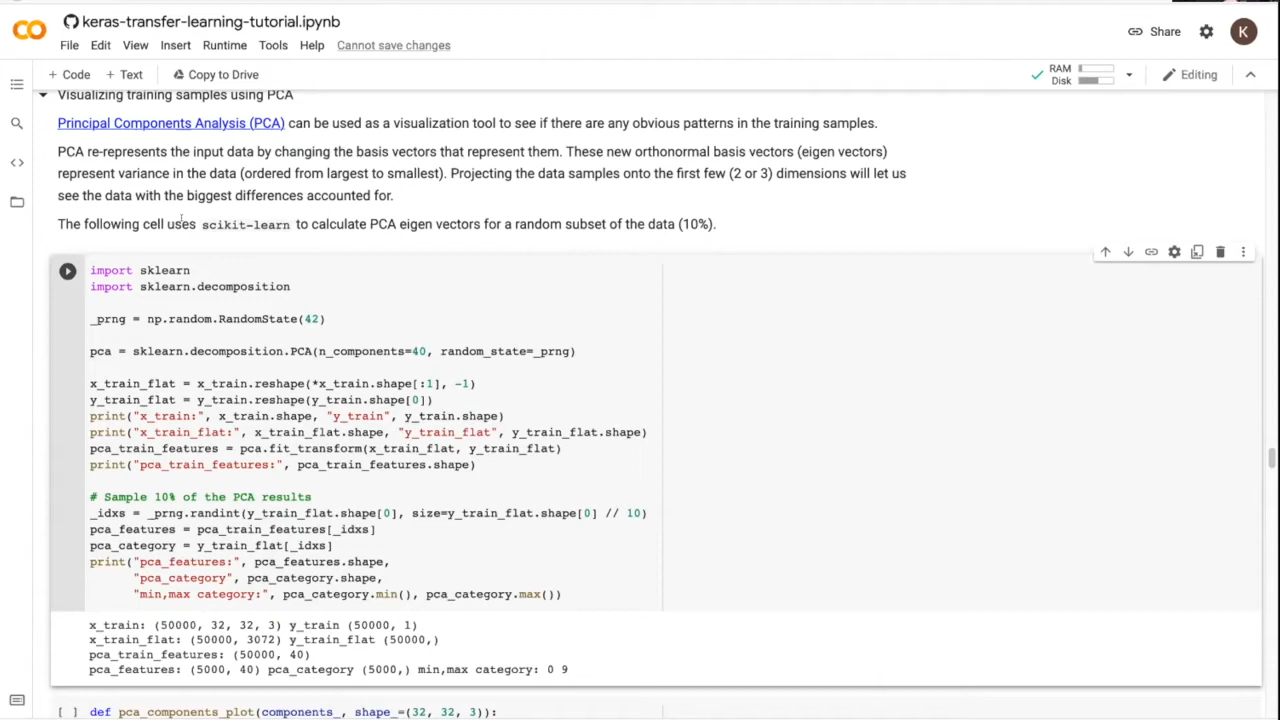 keras-transfer-learning-tutorial.ipynb
File Edit View Insert Runtime Tools Help Cannot save changes
Share
K
+ Code + Text Copy to Drive
RAM
Disk
Editing
Visualizing training samples using PCA
Principal Components Analysis (PCA) can be used as a visualization tool to see if there are any obvious patterns in the training samples.
PCA re-represents the input data by changing the basis vectors that represent them. These new orthonormal basis vectors (eigen vectors)
represent variance in the data (ordered from largest to smallest). Projecting the data samples onto the first few (2 or 3) dimensions will let us
see the data with the biggest differences accounted for.
The following cell uses scikit-learn to calculate PCA eigen vectors for a random subset of the data (10%).
import sklearn
import sklearn.decomposition
_prng = np.random.RandomState(42)
pca = sklearn.decomposition.PCA(n_components=40, random_state=_prng)
x_train_flat = x_train.reshape(*x_train.shape[:1], -1)
y_train_flat = y_train.reshape(y_train.shape[0])
print("x_train:", x_train.shape, "y_train", y_train.shape)
print("x_train_flat:", x_train_flat.shape, "y_train_flat", y_train_flat.shape)
pca_train_features = pca.fit_transform(x_train_flat, y_train_flat)
print("pca_train_features:", pca_train_features.shape)
# Sample 10% of the PCA results
_idxs = _prng.randint(y_train_flat.shape[0], size=y_train_flat.shape[0] // 10)
pca_features = pca_train_features[_idxs]
pca_category = y_train_flat[_idxs]
print("pca_features:", pca_features.shape,
"pca_category", pca_category.shape,
"min,max category:", pca_category.min(), pca_category.max())
x_train: (50000, 32, 32, 3) y_train (50000, 1)
x_train_flat: (50000, 3072) y_train_flat (50000,)
pca_train_features: (50000, 40)
pca_features: (5000, 40) pca_category (5000,) min,max category: 0 9
[ ] def pca_components_plot(components_, shape_=(32, 32, 3)):